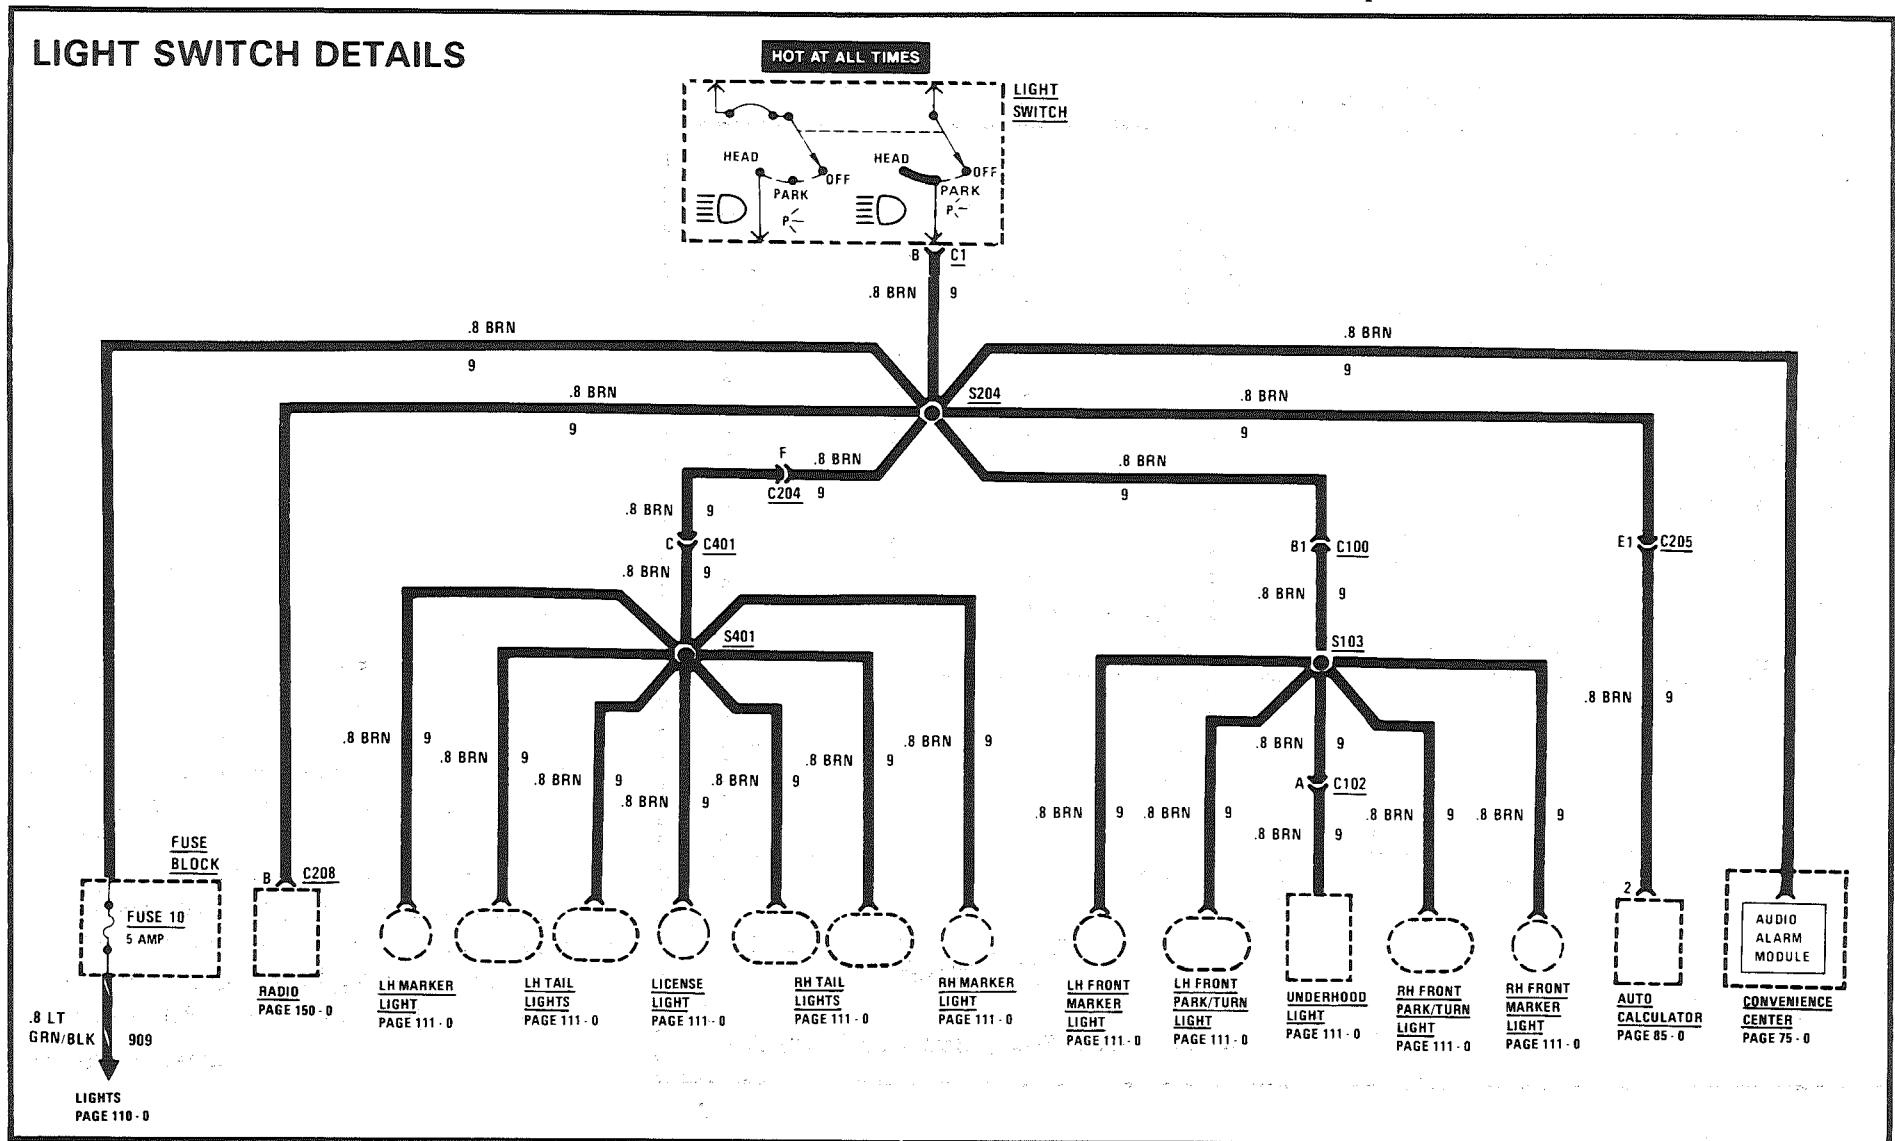 LIGHT SWITCH DETAILS
HOT AT ALL TIMES
LIGHT
SWITCH
HEAD
OFF
PARK
P
HEAD
OFF
PARK
P
B C1
.8 BRN 9
.8 BRN
9
.8 BRN
9
.8 BRN
9
S204
.8 BRN
9
F
.8 BRN
C204 9
.8 BRN
9
.8 BRN 9
C C401
.8 BRN 9
B1 C100
.8 BRN 9
E1 C205
S401
S103
.8 BRN 9
.8 BRN 9
.8 BRN 9
.8 BRN 9
.8 BRN 9
.8 BRN 9
.8 BRN 9
.8 BRN 9
.8 BRN 9
.8 BRN 9
A C102
.8 BRN 9
.8 BRN 9
.8 BRN 9
.8 BRN 9
FUSE
BLOCK
FUSE 10
5 AMP
B C208
2
AUDIO
ALARM
MODULE
RADIO
PAGE 150-0
LH MARKER
LIGHT
PAGE 111-0
LH TAIL
LIGHTS
PAGE 111-0
LICENSE
LIGHT
PAGE 111-0
RH TAIL
LIGHTS
PAGE 111-0
RH MARKER
LIGHT
PAGE 111-0
LH FRONT
MARKER
LIGHT
PAGE 111-0
LH FRONT
PARK/TURN
LIGHT
PAGE 111-0
UNDERHOOD
LIGHT
PAGE 111-0
RH FRONT
PARK/TURN
LIGHT
PAGE 111-0
RH FRONT
MARKER
LIGHT
PAGE 111-0
AUTO
CALCULATOR
PAGE 85-0
CONVENIENCE
CENTER
PAGE 75-0
.8 LT
GRN/BLK 909
LIGHTS
PAGE 110-0